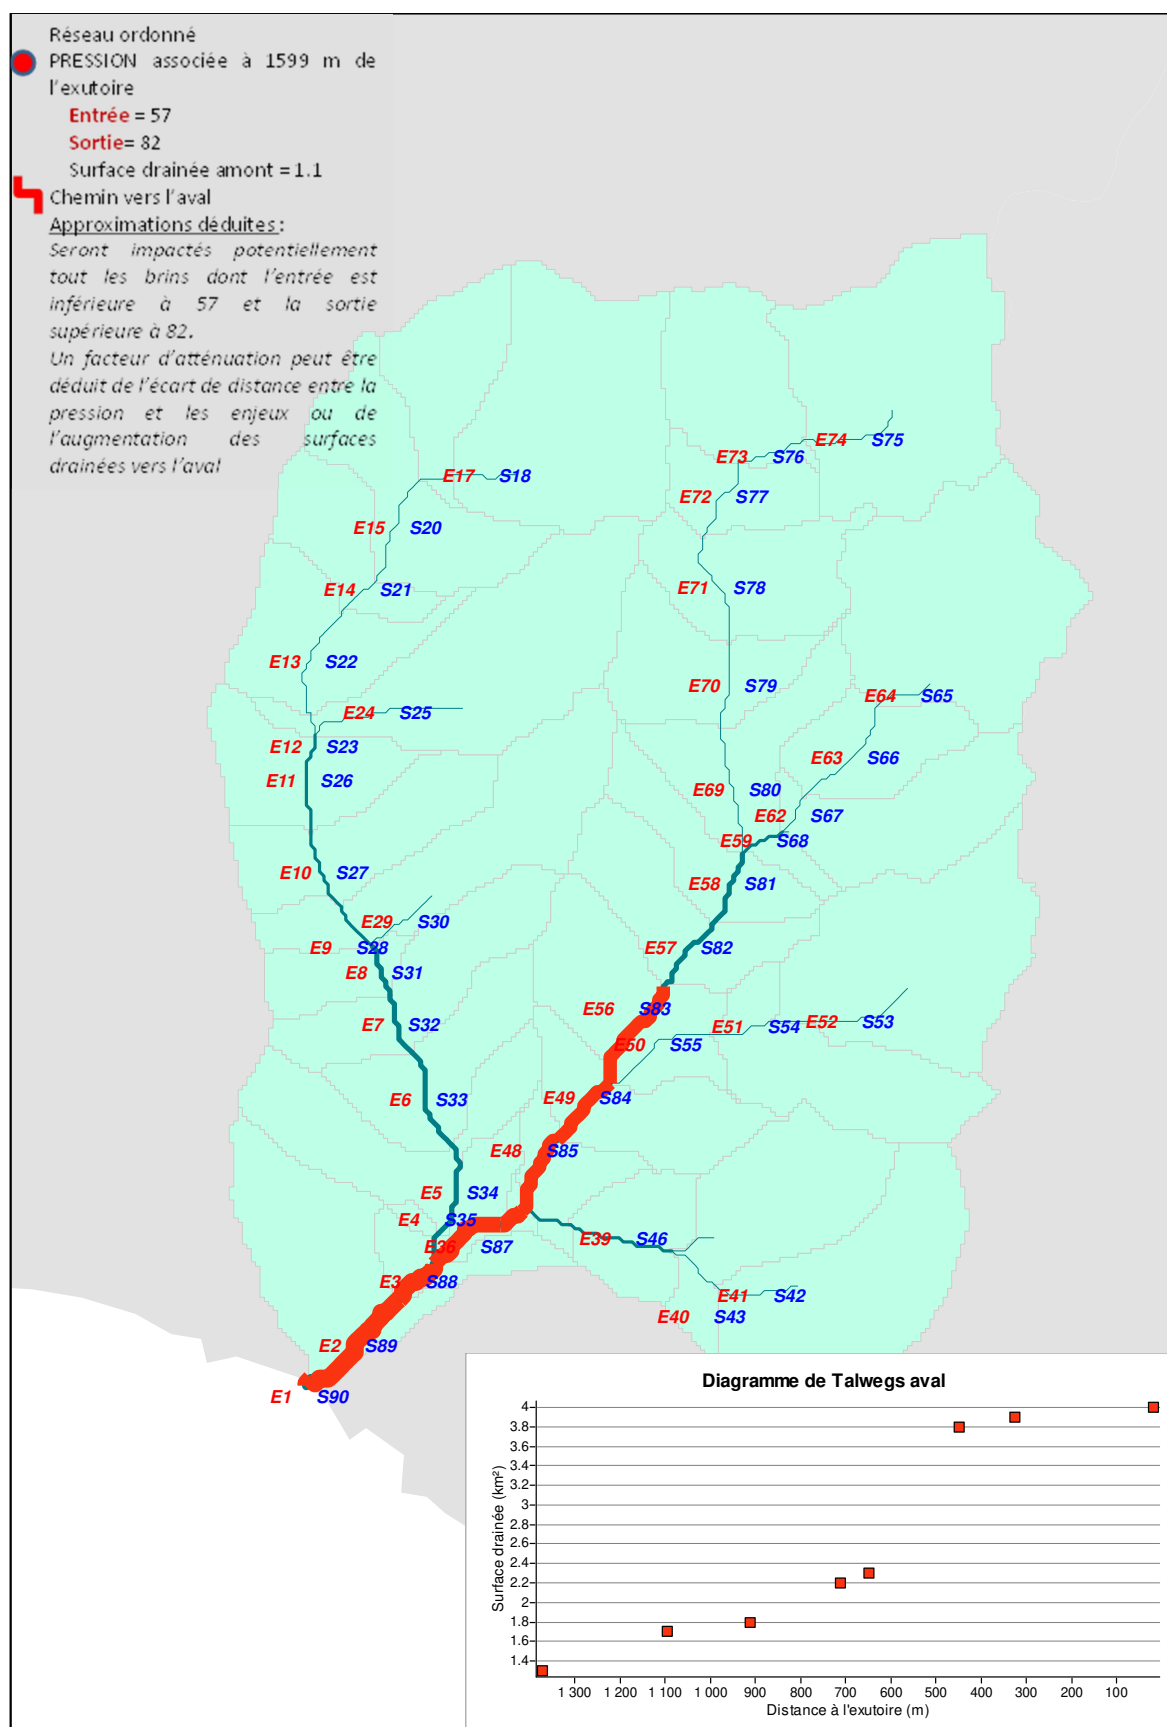 Réseau ordonné
PRESSION associée à 1599 m de
l'exutoire
Entrée = 57
Sortie= 82
Surface drainée amont = 1.1
Chemin vers l'aval
Approximations déduites :
Seront impactés potentiellement
tout les brins dont l'entrée est
inférieure à 57 et la sortie
supérieure à 82.
Un facteur d'atténuation peut être
déduit de l'écart de distance entre la
pression et les enjeux ou de
l'augmentation des surfaces
drainées vers l'aval
E74 S75
E73 S76
E17 S18
E72 S77
E15 S20
E14 S21
E71 S78
E13 S22
E70 S79
E64 S65
E24 S25
E12 S23
E63 S66
E11 S26
E69 S80
E62 S67
E59 S68
E10 S27
E58 S81
E29 S30
E9 S28
E57 S82
E8 S31
E56 S83
E7 S32
E51 S54
E52 S53
E50 S55
E6 S33
E49 S84
E48 S85
E5 S34
E4 S35
E39 S46
E36 S87
E3 S88
E41 S42
E40 S43
E2 S89
E1 S90
Diagramme de Talwegs aval
Surface drainée (km²)
4
3.8
3.6
3.4
3.2
3
2.8
2.6
2.4
2.2
2
1.8
1.6
1.4
1 300 1 200 1 100 1 000 900 800 700 600 500 400 300 200 100
Distance à l'exutoire (m)